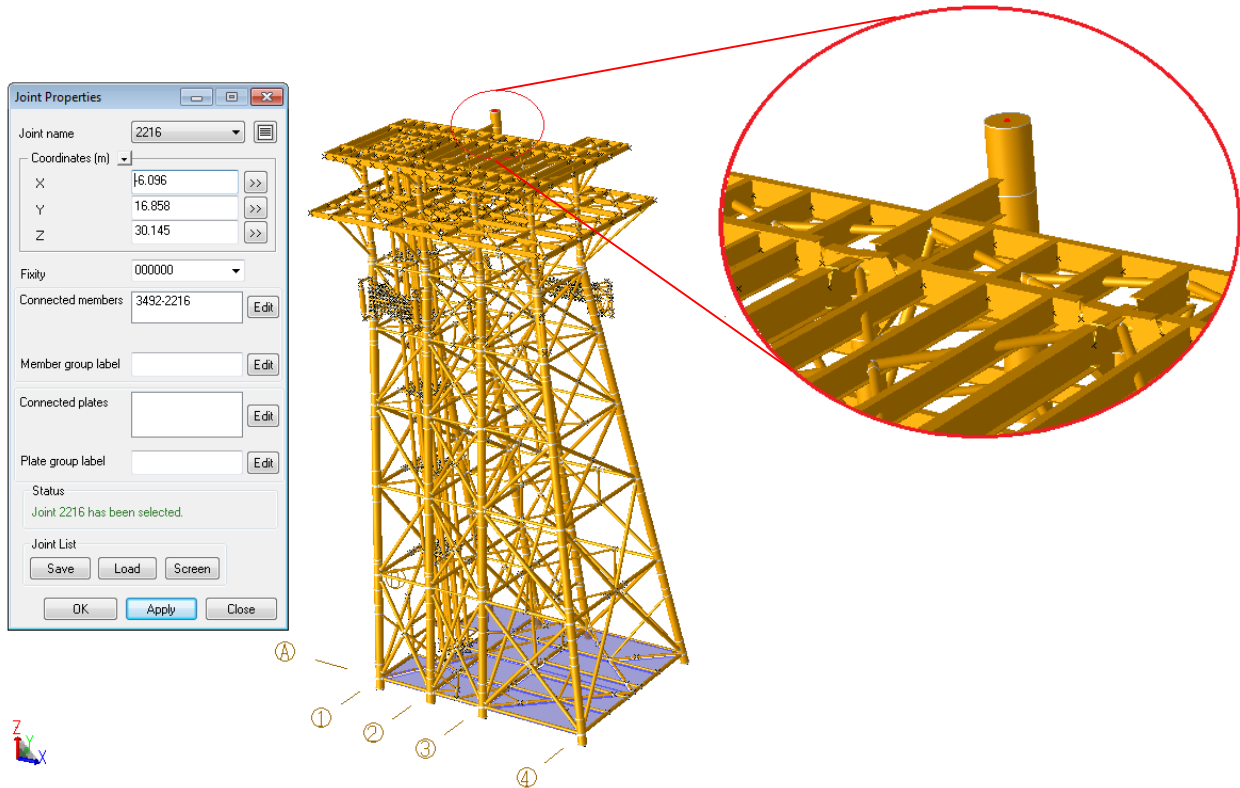 Joint Properties
Joint name 2216
Coordinates (m)
X -6.096 >>
Y 16.858 >>
Z 30.145 >>
Fixity 000000
Connected members 3492-2216 Edit
Member group label Edit
Connected plates Edit
Plate group label Edit
Status
Joint 2216 has been selected.
Joint List
Save Load Screen
OK Apply Close
A
1
2
3
4
Z
Y
X